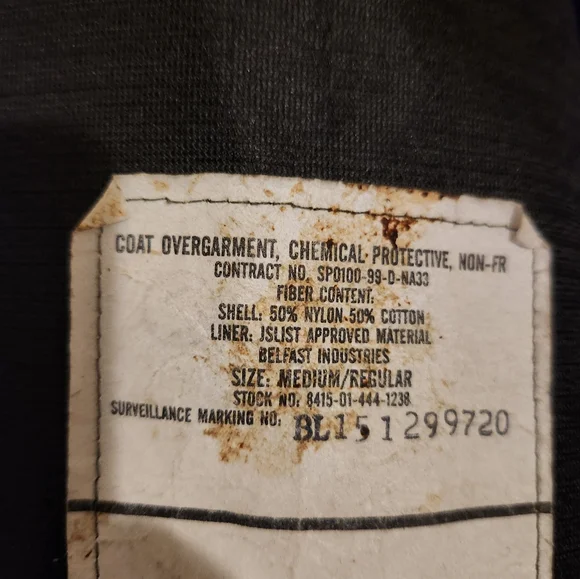 COAT OVERGARMENT, CHEMICAL PROTECTIVE, NON-FR
CONTRACT NO. SPO100-99-D-NA33
FIBER CONTENT:
SHELL: 50% NYLON 50% COTTON
LINER: JSLIST APPROVED MATERIAL
BELFAST INDUSTRIES
SIZE: MEDIUM/REGULAR
STOCK NO: 8415-01-444-1238
SURVEILLANCE MARKING NO: BL151299720